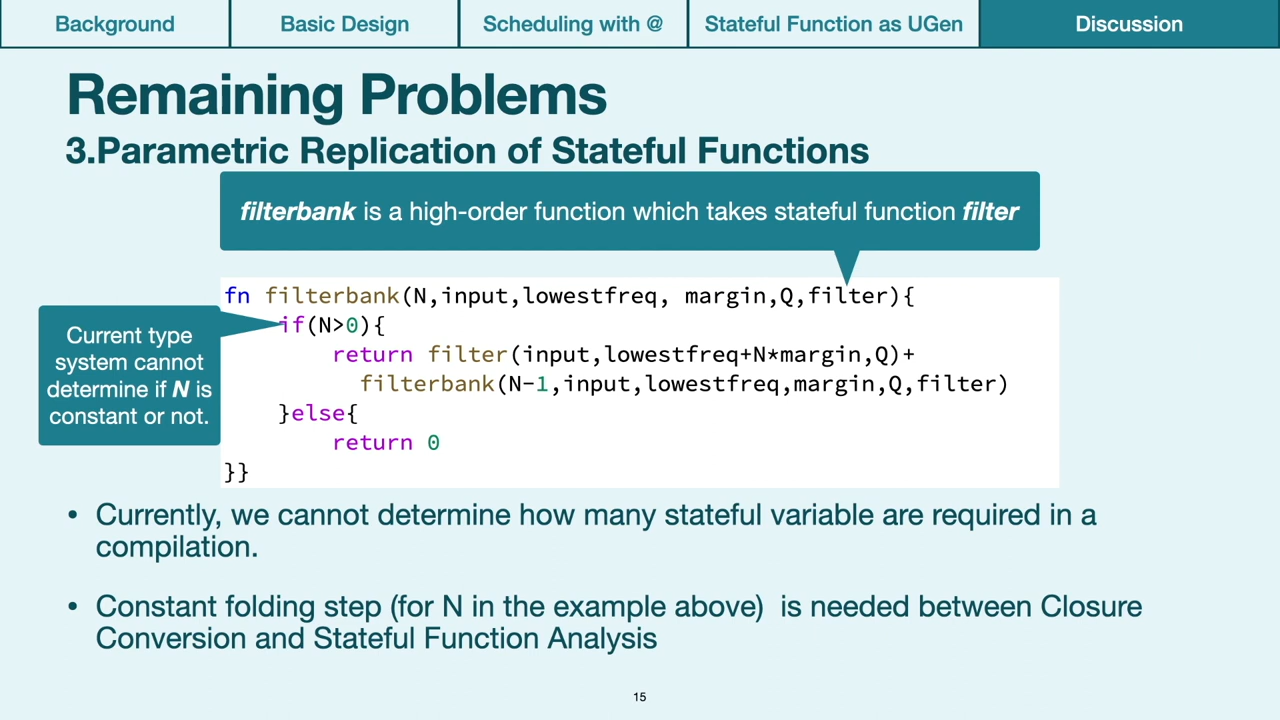 Background
Basic Design
Scheduling with @
Stateful Function as UGen
Discussion
Remaining Problems
3.Parametric Replication of Stateful Functions
filterbank is a high-order function which takes stateful function filter
Current type
system cannot
determine if N is
constant or not.
fn filterbank(N,input,lowestfreq, margin,Q,filter){
if(N>0){
return filter(input,lowestfreq+N*margin,Q)+
filterbank(N-1,input,lowestfreq,margin,Q,filter)
}else{
return 0
}}
• Currently, we cannot determine how many stateful variable are required in a
compilation.
• Constant folding step (for N in the example above)  is needed between Closure
Conversion and Stateful Function Analysis
15